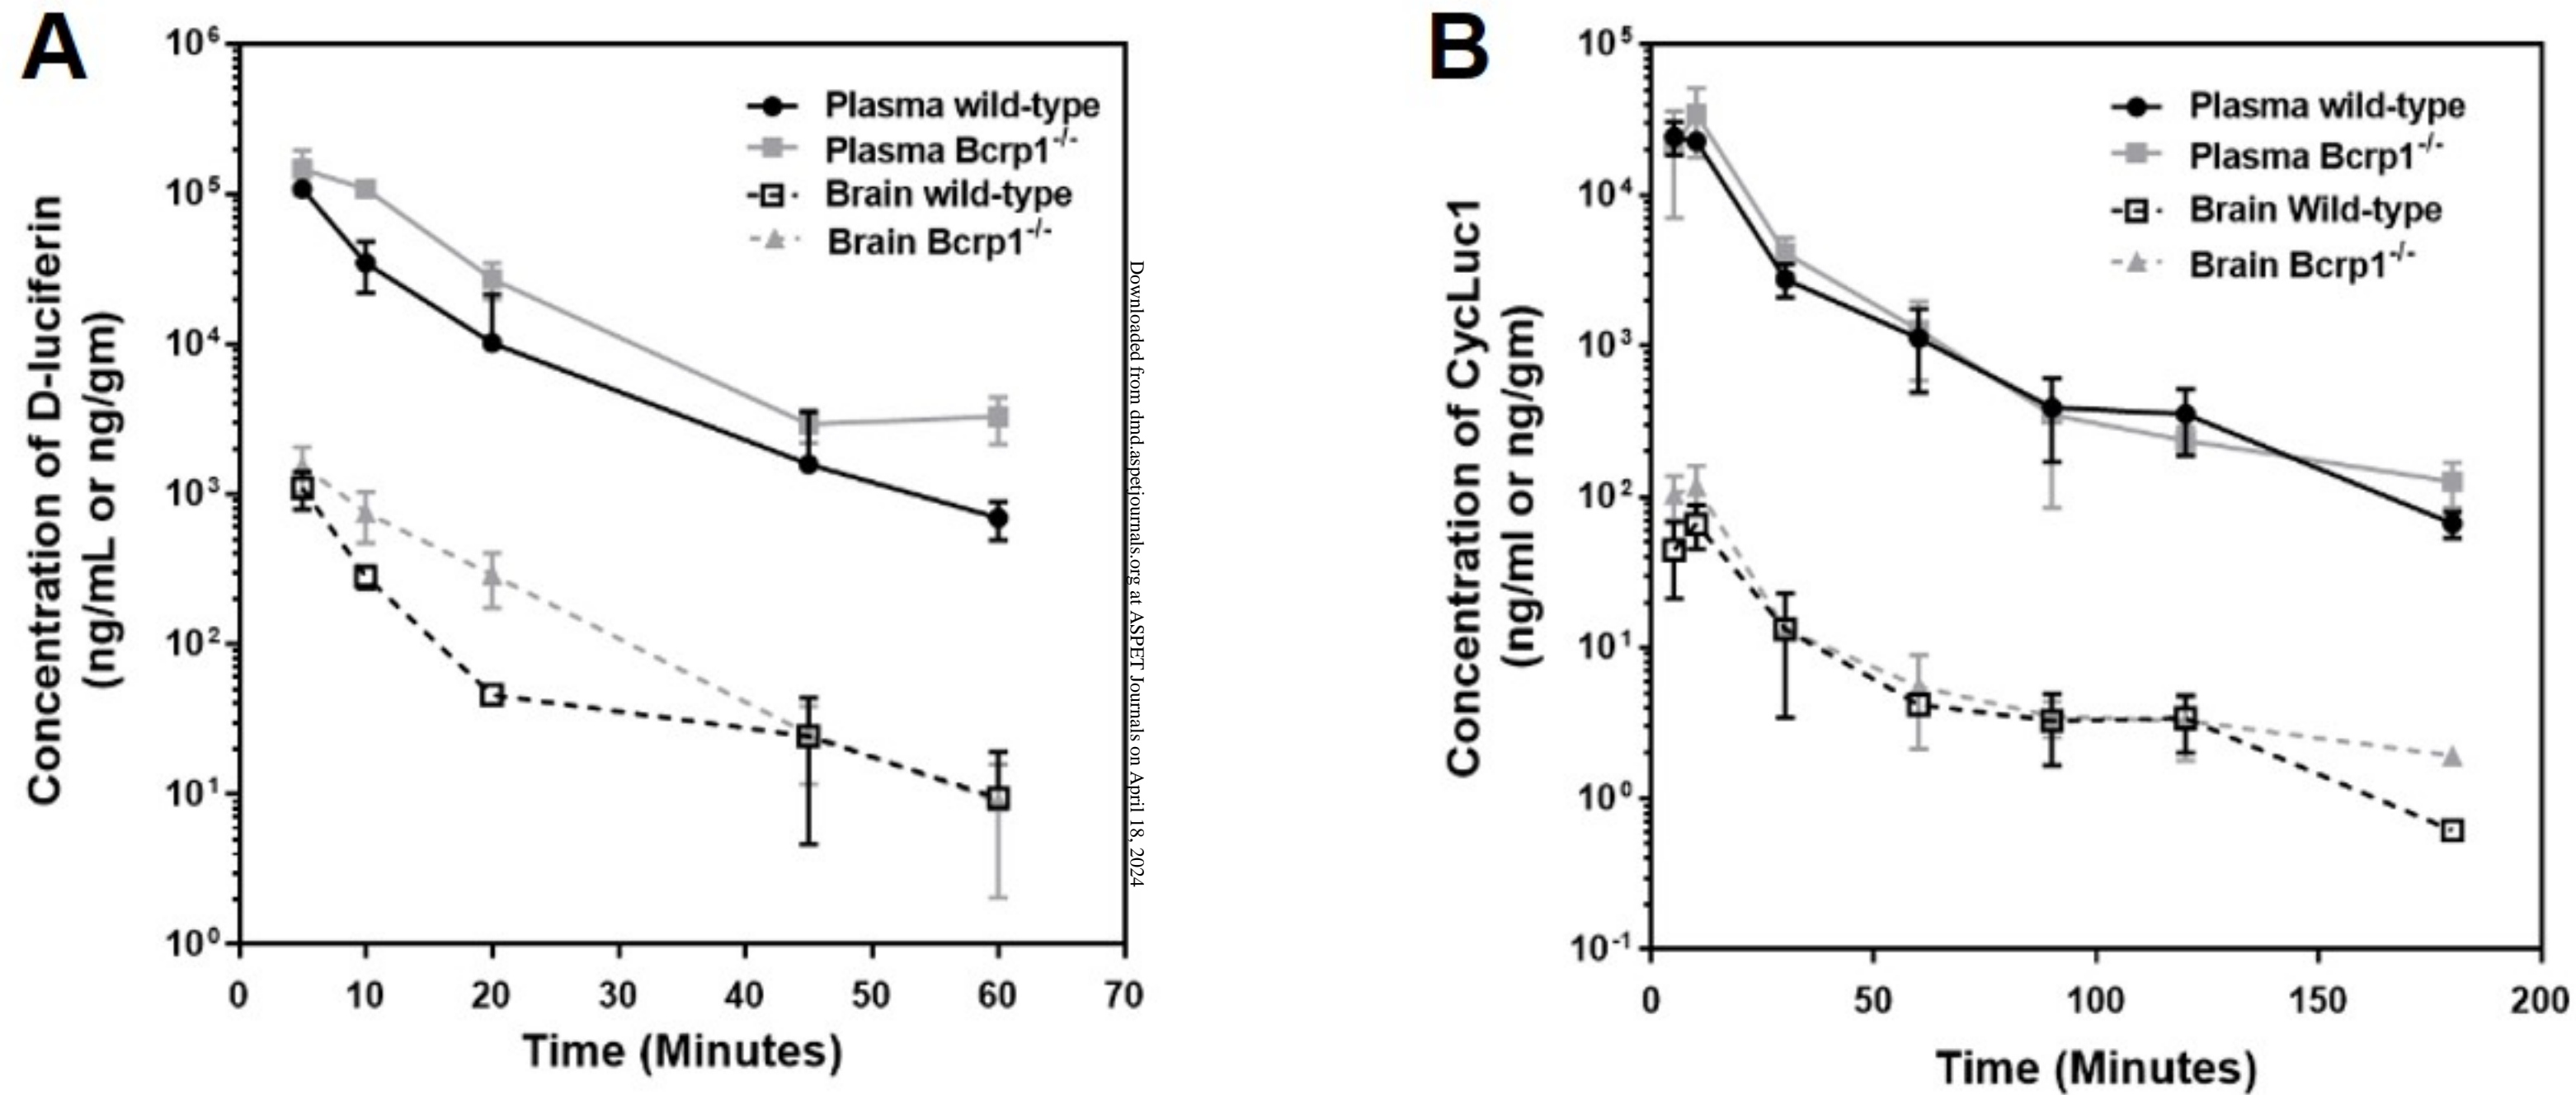 A
10⁶
10⁵
10⁴
10³
10²
10¹
10⁰
Concentration of D-luciferin
(ng/mL or ng/gm)
Plasma wild-type
Plasma Bcrp1⁻/⁻
Brain wild-type
Brain Bcrp1⁻/⁻
0 10 20 30 40 50 60 70
Time (Minutes)
Downloaded from dmd.aspetjournals.org at ASPET Journals on April 18, 2024
B
10⁵
10⁴
10³
10²
10¹
10⁰
10⁻¹
Concentration of CycLuc1
(ng/ml or ng/gm)
Plasma wild-type
Plasma Bcrp1⁻/⁻
Brain Wild-type
Brain Bcrp1⁻/⁻
0 50 100 150 200
Time (Minutes)